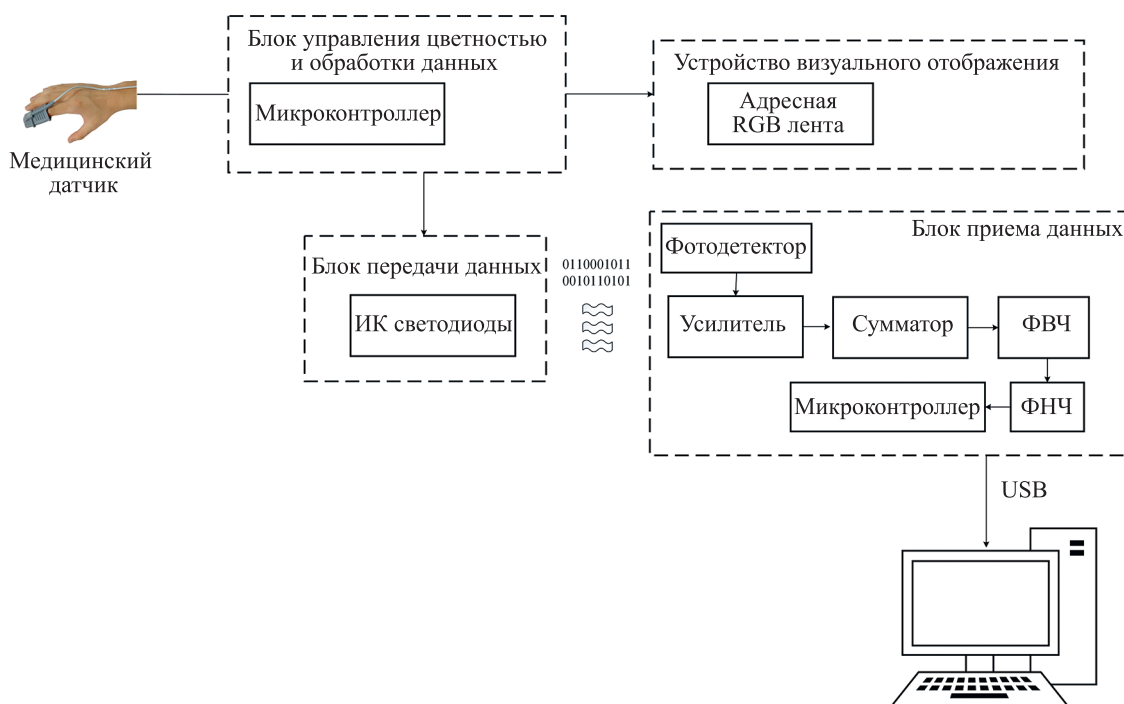 Блок управления цветностью
и обработки данных
Микроконтроллер
Устройство визуального отображения
Адресная
RGB лента
Медицинский
датчик
Блок передачи данных
ИК светодиоды
0110001011
0010110101
Блок приема данных
Фотодетектор
Усилитель
Сумматор
ФВЧ
Микроконтроллер
ФНЧ
USB